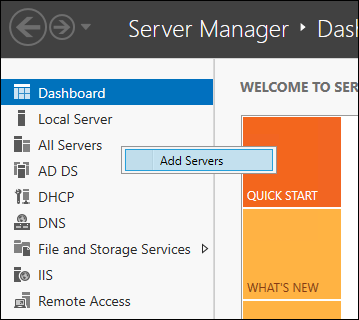 Server Manager • Das
Dashboard
WELCOME TO SER
Local Server
All Servers
Add Servers
AD DS
DHCP
QUICK START
DNS
File and Storage Services
IIS
WHAT'S NEW
Remote Access